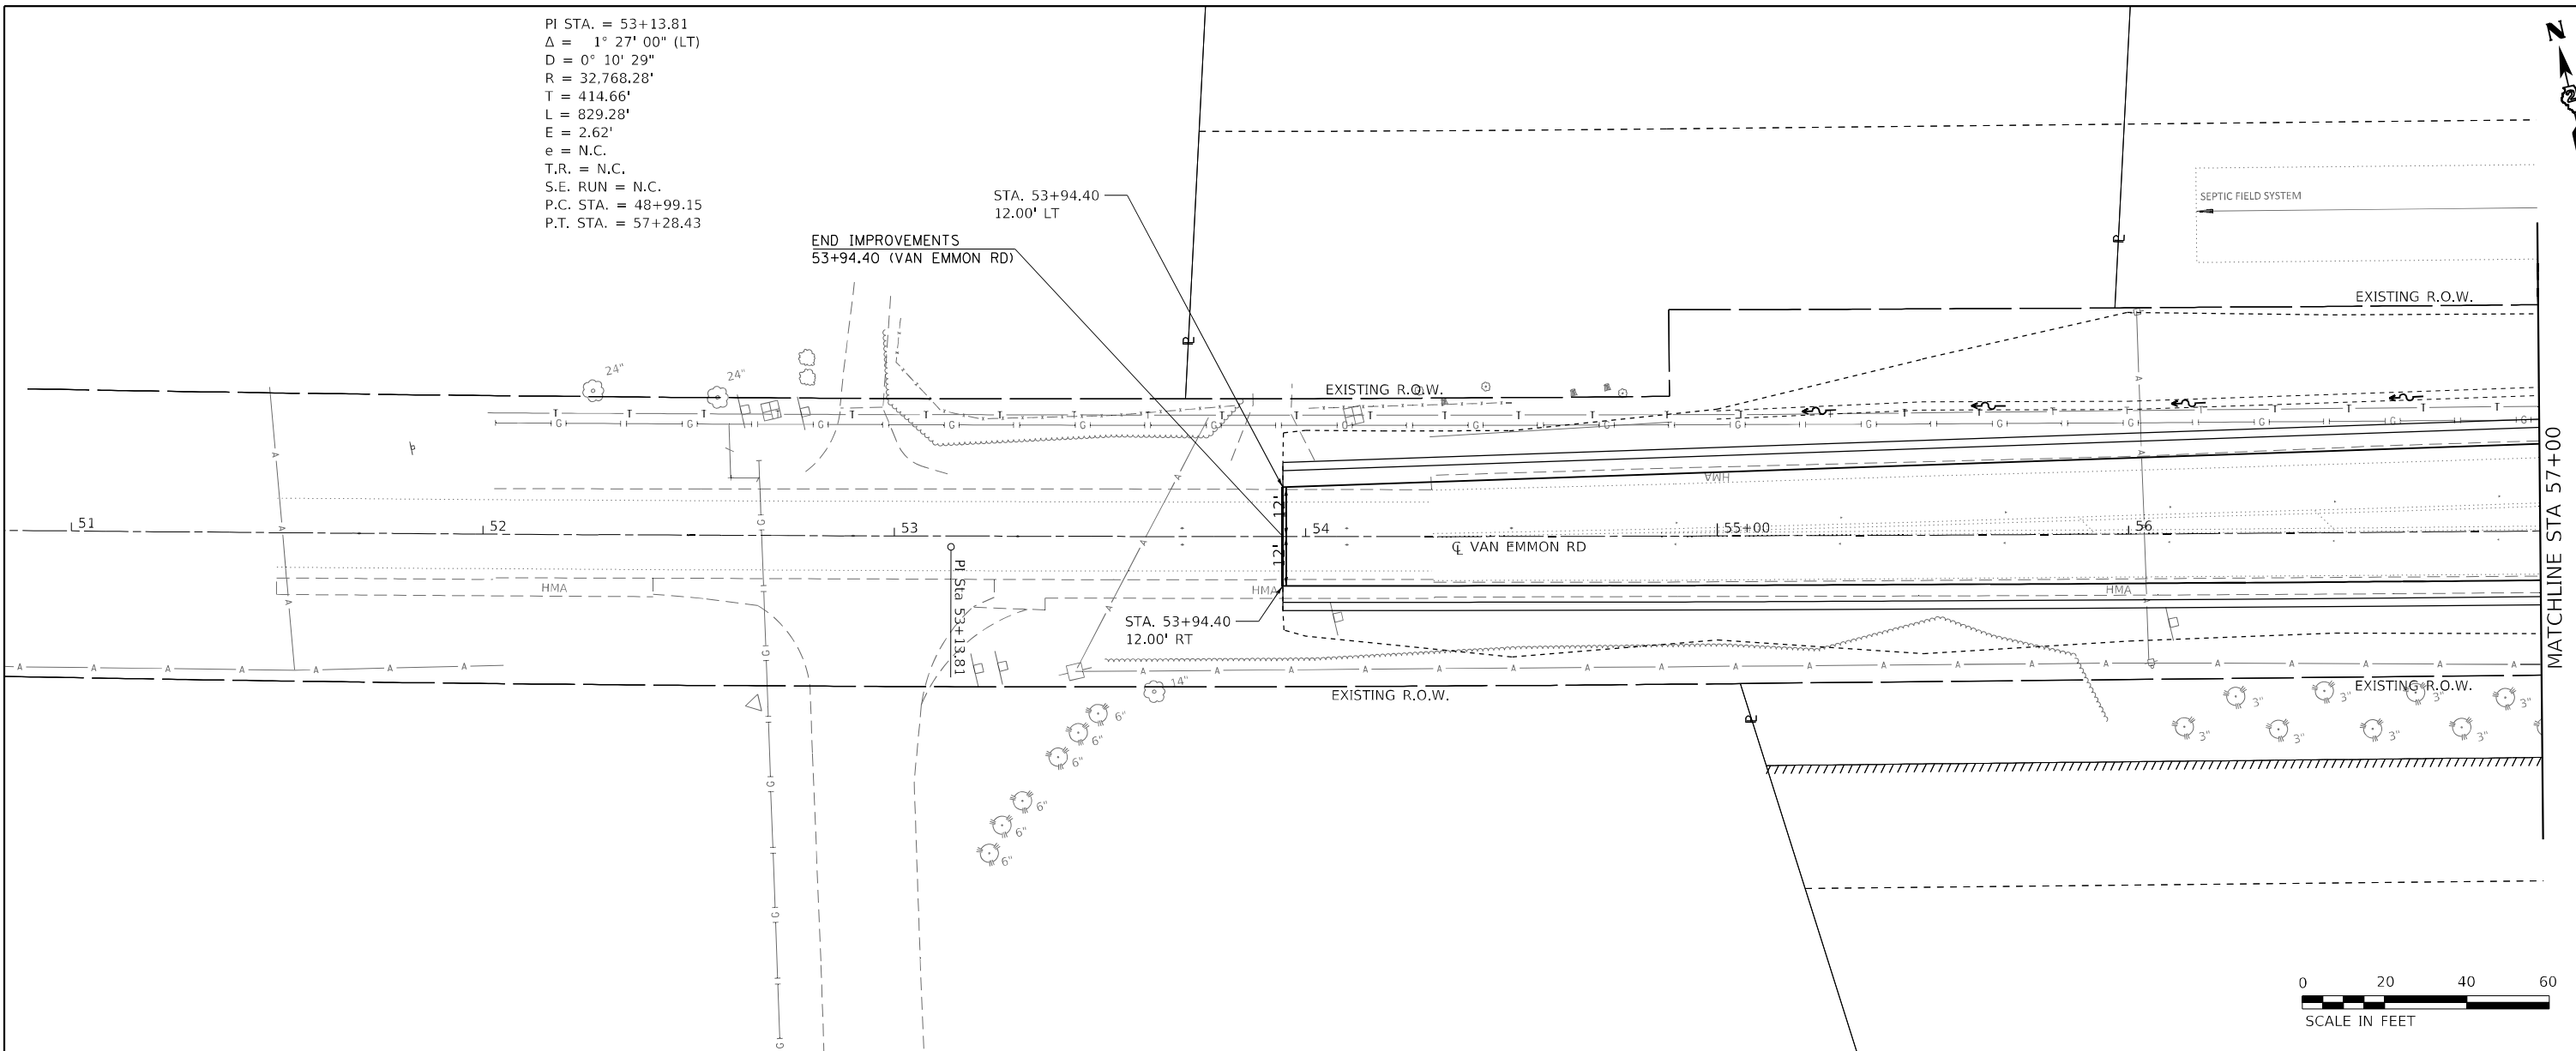 PI STA. = 53+13.81
Δ = 1° 27' 00" (LT)
D = 0° 10' 29"
R = 32,768.28'
T = 414.66'
L = 829.28'
E = 2.62'
e = N.C.
T.R. = N.C.
S.E. RUN = N.C.
P.C. STA. = 48+99.15
P.T. STA. = 57+28.43
N
STA. 53+94.40
12.00' LT
SEPTIC FIELD SYSTEM
END IMPROVEMENTS
53+94.40 (VAN EMMON RD)
EXISTING R.O.W.
24"
24"
EXISTING R.O.W.
T T T T T T T T T T T T T T T T T T T T T T T
G G G G G G G G G G G G G G G
HMA
12'
51
52
53
54
55+00
56
12'
℄ VAN EMMON RD
PI Sta 53+13.81
HMA
HMA
HMA
STA. 53+94.40
12.00' RT
MATCHLINE STA 57+00
A A A A A A A
A A A A A A A A A A A A A A A A A A A
14"
EXISTING R.O.W.
EXISTING R.O.W.
6"
6"
6"
6"
6"
6"
3"
3"
3"
3"
3"
3"
3"
3"
0 20 40 60
SCALE IN FEET